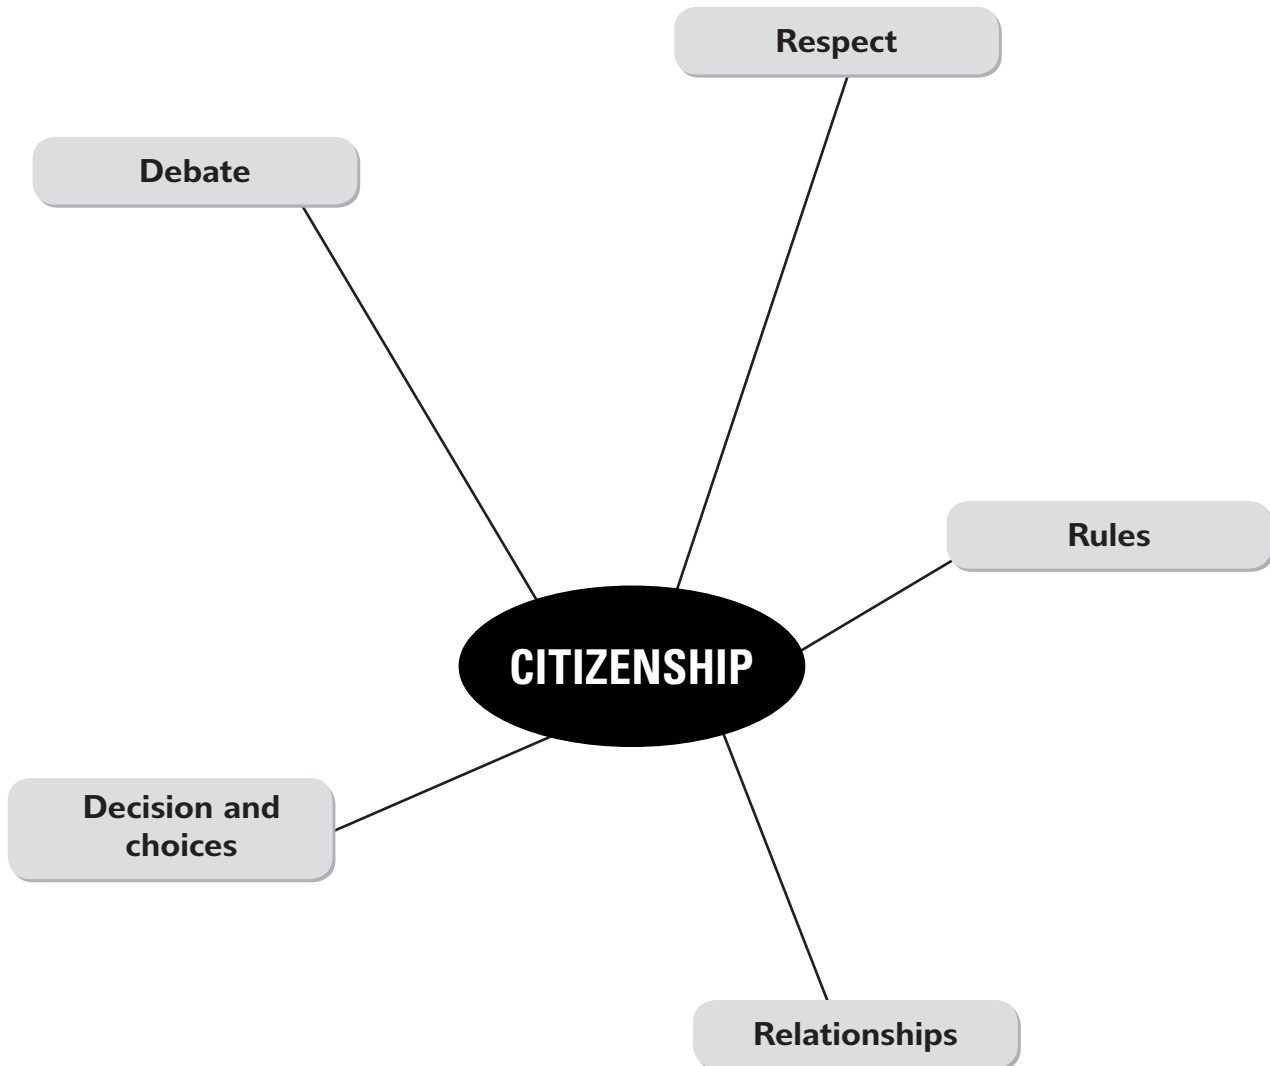 Respect
Debate
Rules
CITIZENSHIP
Decision and
choices
Relationships